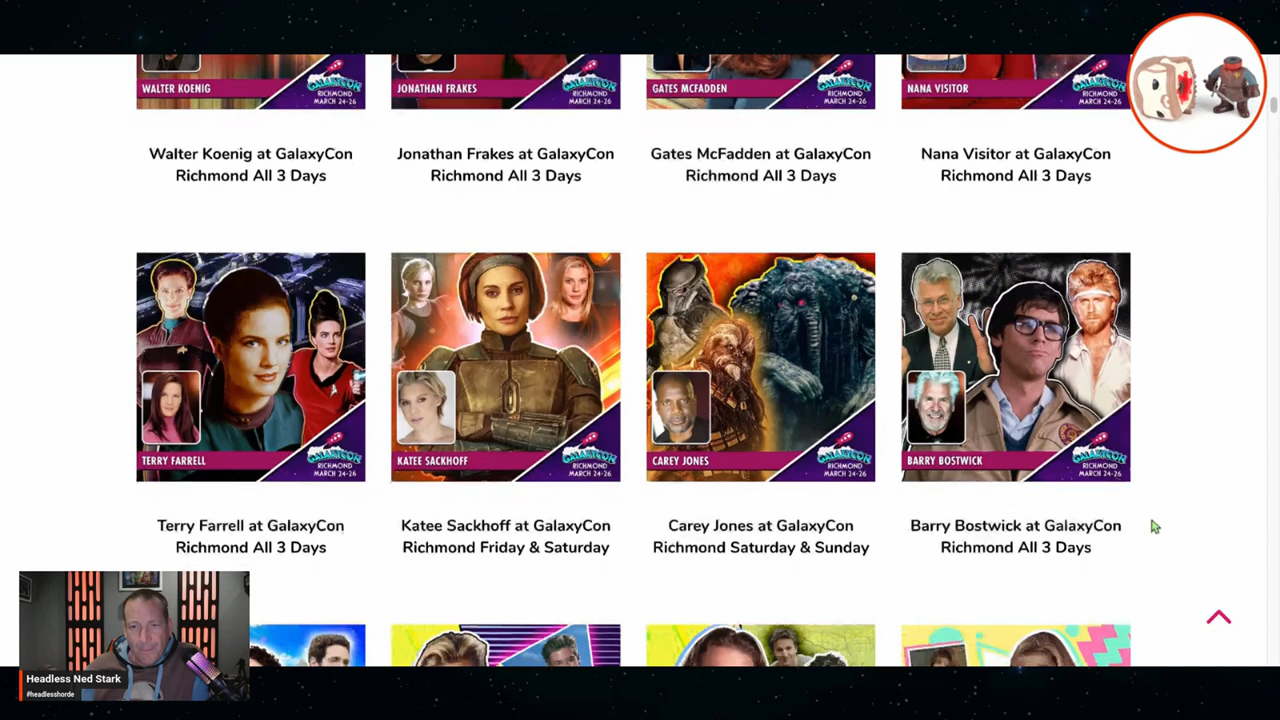 WALTER KOENIG
GALAXYCON
RICHMOND
MARCH 24-26
JONATHAN FRAKES
GALAXYCON
RICHMOND
MARCH 24-26
GATES MCFADDEN
GALAXYCON
RICHMOND
MARCH 24-26
NANA VISITOR
GALAXYCON
RICHMOND
MARCH 24-26
Walter Koenig at GalaxyCon
Richmond All 3 Days
Jonathan Frakes at GalaxyCon
Richmond All 3 Days
Gates McFadden at GalaxyCon
Richmond All 3 Days
Nana Visitor at GalaxyCon
Richmond All 3 Days
TERRY FARRELL
GALAXYCON
RICHMOND
MARCH 24-26
KATEE SACKHOFF
GALAXYCON
RICHMOND
MARCH 24-26
CAREY JONES
GALAXYCON
RICHMOND
MARCH 24-26
BARRY BOSTWICK
GALAXYCON
RICHMOND
MARCH 24-26
Terry Farrell at GalaxyCon
Richmond All 3 Days
Katee Sackhoff at GalaxyCon
Richmond Friday & Saturday
Carey Jones at GalaxyCon
Richmond Saturday & Sunday
Barry Bostwick at GalaxyCon
Richmond All 3 Days
Headless Ned Stark
#headlesshorde